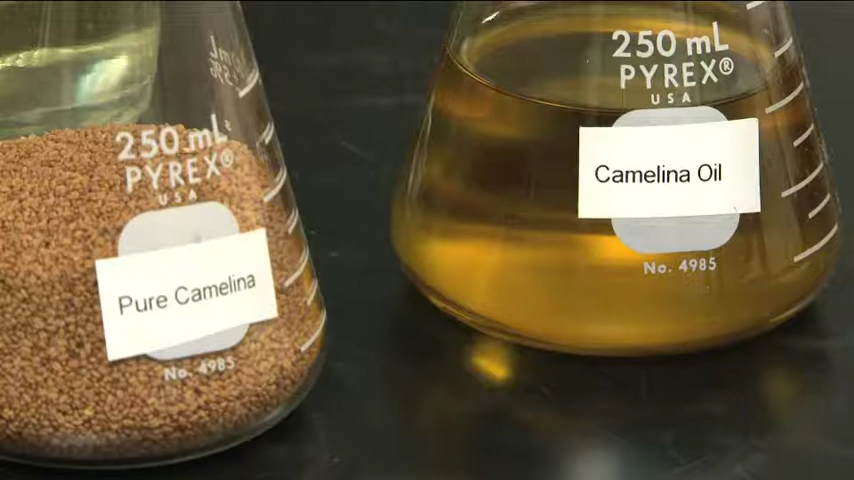 250 mL
PYREX®
USA
Pure Camelina
No. 4985
250 mL
PYREX®
USA
Camelina Oil
No. 4985